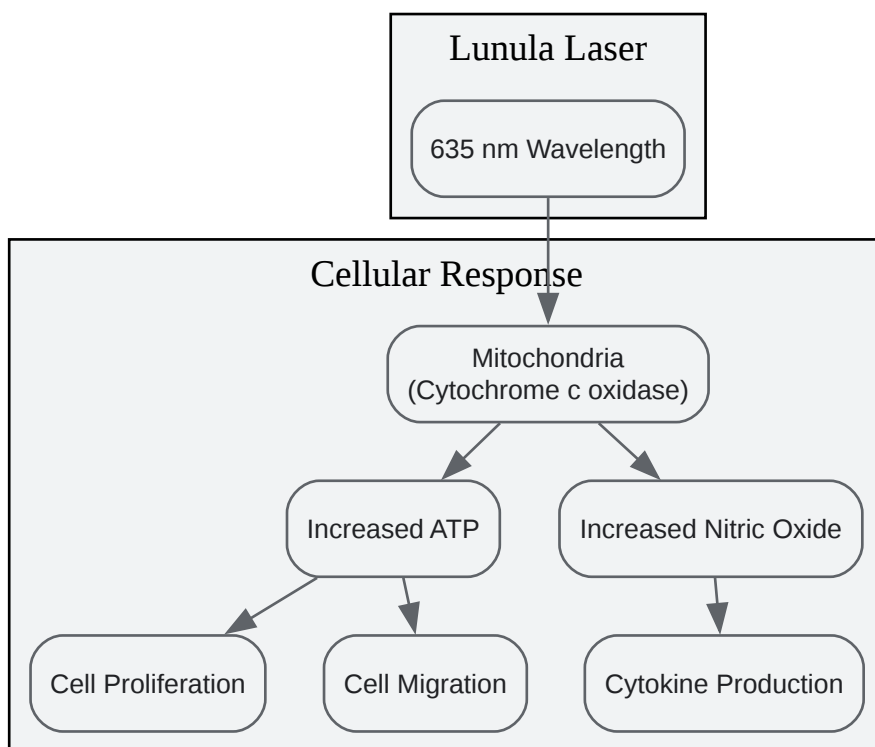 Lunula Laser
635 nm Wavelength
Cellular Response
Mitochondria
(Cytochrome c oxidase)
Increased ATP
Increased Nitric Oxide
Cell Proliferation
Cell Migration
Cytokine Production